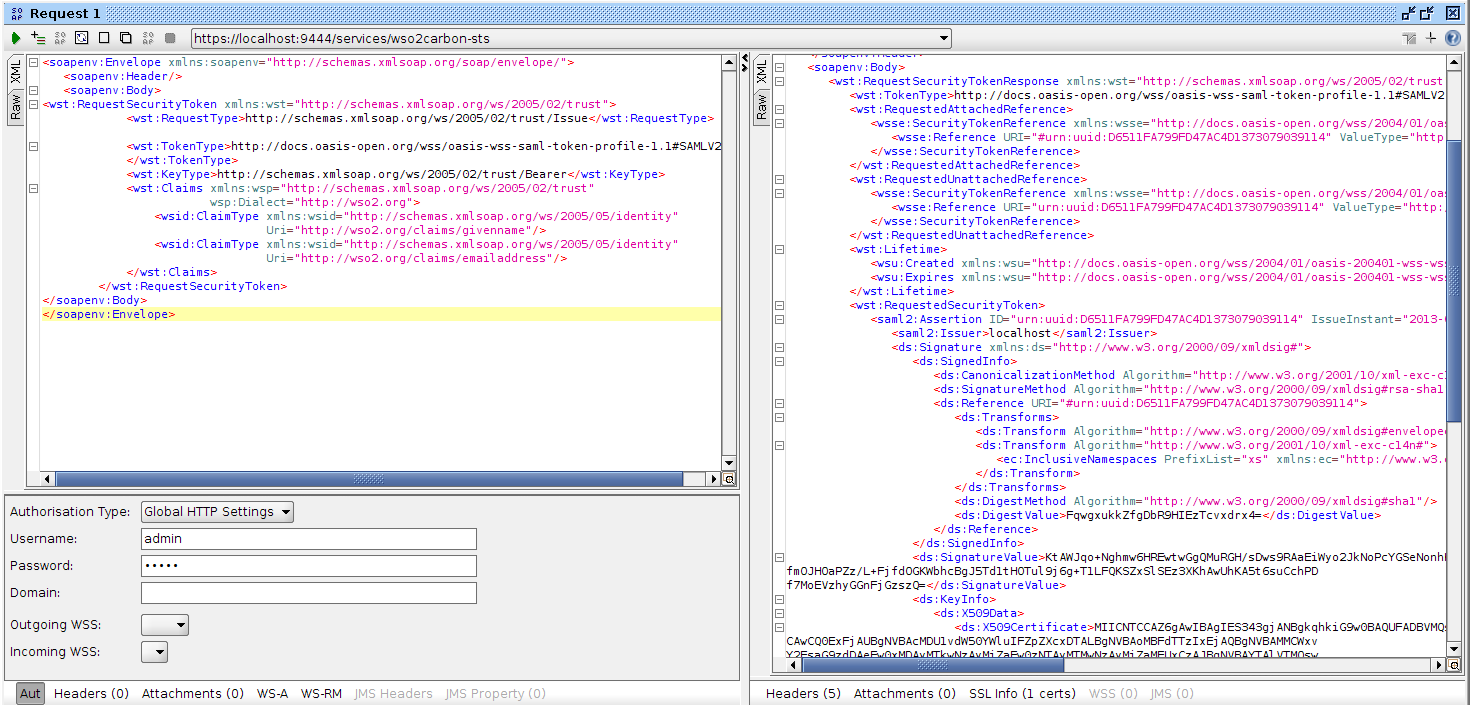 SO AP Request 1
https://localhost:9444/services/wso2carbon-sts
XML
Raw
<soapenv:Envelope xmlns:soapenv="http://schemas.xmlsoap.org/soap/envelope/">
<soapenv:Header/>
<soapenv:Body>
<wst:RequestSecurityToken xmlns:wst="http://schemas.xmlsoap.org/ws/2005/02/trust">
<wst:RequestType>http://schemas.xmlsoap.org/ws/2005/02/trust/Issue</wst:RequestType>
<wst:TokenType>http://docs.oasis-open.org/wss/oasis-wss-saml-token-profile-1.1#SAMLV2
</wst:TokenType>
<wst:KeyType>http://schemas.xmlsoap.org/ws/2005/02/trust/Bearer</wst:KeyType>
<wst:Claims xmlns:wsp="http://schemas.xmlsoap.org/ws/2005/02/trust"
wsp:Dialect="http://wso2.org">
<wsid:ClaimType xmlns:wsid="http://schemas.xmlsoap.org/ws/2005/05/identity"
Uri="http://wso2.org/claims/givenname"/>
<wsid:ClaimType xmlns:wsid="http://schemas.xmlsoap.org/ws/2005/05/identity"
Uri="http://wso2.org/claims/emailaddress"/>
</wst:Claims>
</wst:RequestSecurityToken>
</soapenv:Body>
</soapenv:Envelope>
Authorisation Type: Global HTTP Settings
Username: admin
Password: •••••
Domain:
Outgoing WSS:
Incoming WSS:
Aut Headers (0) Attachments (0) WS-A WS-RM JMS Headers JMS Property (0)
XML
Raw
<soapenv:Body>
<wst:RequestSecurityTokenResponse xmlns:wst="http://schemas.xmlsoap.org/ws/2005/02/trust
<wst:TokenType>http://docs.oasis-open.org/wss/oasis-wss-saml-token-profile-1.1#SAMLV2
<wst:RequestedAttachedReference>
<wsse:SecurityTokenReference xmlns:wsse="http://docs.oasis-open.org/wss/2004/01/oas
<wsse:Reference URI="#urn:uuid:D6511FA799FD47AC4D1373079039114" ValueType="http
</wsse:SecurityTokenReference>
</wst:RequestedAttachedReference>
<wst:RequestedUnattachedReference>
<wsse:SecurityTokenReference xmlns:wsse="http://docs.oasis-open.org/wss/2004/01/oas
<wsse:Reference URI="urn:uuid:D6511FA799FD47AC4D1373079039114" ValueType="http:
</wsse:SecurityTokenReference>
</wst:RequestedUnattachedReference>
<wst:Lifetime>
<wsu:Created xmlns:wsu="http://docs.oasis-open.org/wss/2004/01/oasis-200401-wss-ws
<wsu:Expires xmlns:wsu="http://docs.oasis-open.org/wss/2004/01/oasis-200401-wss-ws
</wst:Lifetime>
<wst:RequestedSecurityToken>
<saml2:Assertion ID="urn:uuid:D6511FA799FD47AC4D1373079039114" IssueInstant="2013-
<saml2:Issuer>localhost</saml2:Issuer>
<ds:Signature xmlns:ds="http://www.w3.org/2000/09/xmldsig#">
<ds:SignedInfo>
<ds:CanonicalizationMethod Algorithm="http://www.w3.org/2001/10/xml-exc-c1
<ds:SignatureMethod Algorithm="http://www.w3.org/2000/09/xmldsig#rsa-sha1
<ds:Reference URI="#urn:uuid:D6511FA799FD47AC4D1373079039114">
<ds:Transforms>
<ds:Transform Algorithm="http://www.w3.org/2000/09/xmldsig#envelope
<ds:Transform Algorithm="http://www.w3.org/2001/10/xml-exc-c14n#">
<ec:InclusiveNamespaces PrefixList="xs" xmlns:ec="http://www.w3.
</ds:Transform>
</ds:Transforms>
<ds:DigestMethod Algorithm="http://www.w3.org/2000/09/xmldsig#sha1"/>
<ds:DigestValue>FqwgxukkZfgDbR9HIEzTcvxdrx4=</ds:DigestValue>
</ds:Reference>
</ds:SignedInfo>
<ds:SignatureValue>KtAWJqo+Nghmw6HREwtwGgQMuRGH/sDws9RAaEiWyo2JkNoPcYGSeNonh
fmOJHOaPZz/L+FjfdOGKWbhcBgJ5Td1tHOTul9j6g+T1LFQKSZxSlSEz3XKhAwUhKA5t6suCchPD
f7MoEVzhyGGnFjGzszQ=</ds:SignatureValue>
<ds:KeyInfo>
<ds:X509Data>
<ds:X509Certificate>MIICNTCCAZ6gAwIBAgIES343gjANBgkqhkiG9w0BAQUFADBVMQs
CAwCQ0ExFjAUBgNVBAcMDU1vdW50YWluIFZpZXcxDTALBgNVBAoMBFdTTzIxEjAQBgNVBAMMCWxv
Headers (5) Attachments (0) SSL Info (1 certs) WSS (0) JMS (0)